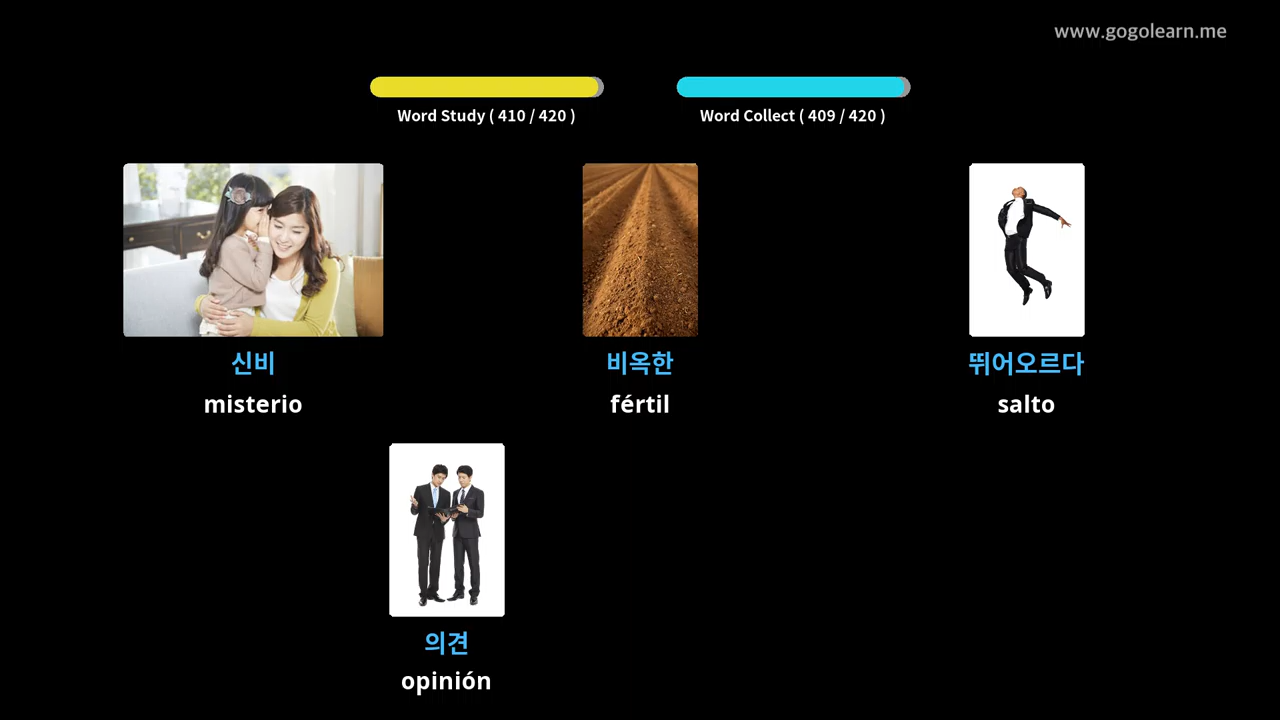 www.gogolearn.me
Word Study ( 410 / 420 )
Word Collect ( 409 / 420 )
신비
misterio
비옥한
fértil
뛰어오르다
salto
의견
opinión